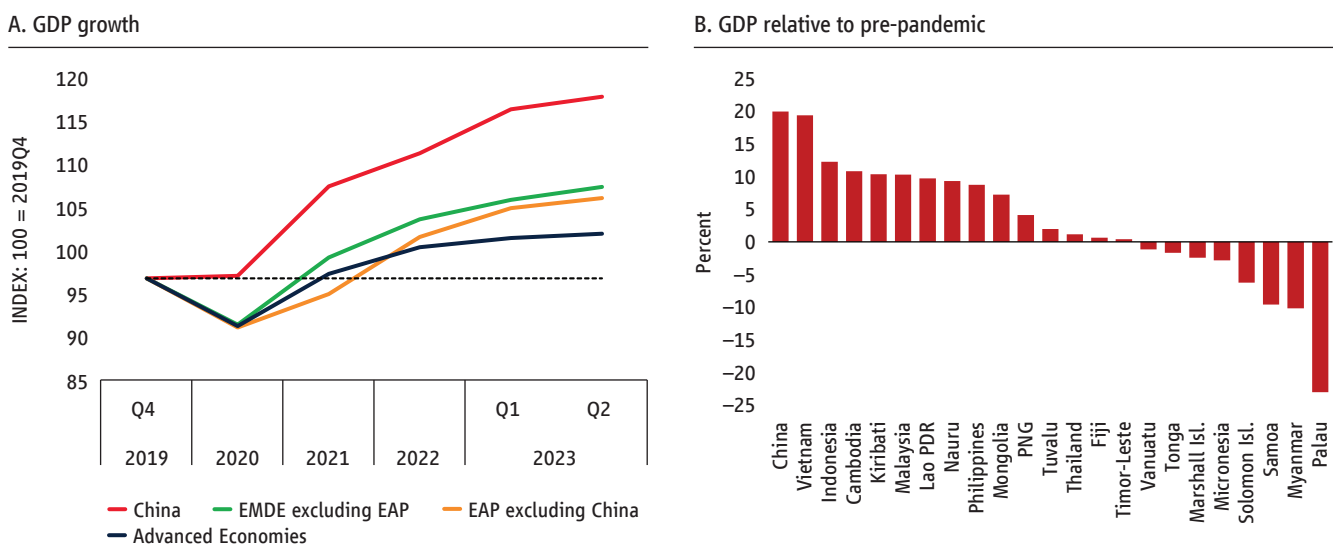 A. GDP growth
INDEX: 100 = 2019Q4
120
115
110
105
100
95
90
85
Q4 Q1 Q2
2019 2020 2021 2022 2023
China EMDE excluding EAP EAP excluding China
Advanced Economies
B. GDP relative to pre-pandemic
Percent
25
20
15
10
5
0
−5
−10
−15
−20
−25
China
Vietnam
Indonesia
Cambodia
Kiribati
Malaysia
Lao PDR
Nauru
Philippines
Mongolia
PNG
Tuvalu
Thailand
Fiji
Timor-Leste
Vanuatu
Tonga
Marshall Isl.
Micronesia
Solomon Isl.
Samoa
Myanmar
Palau